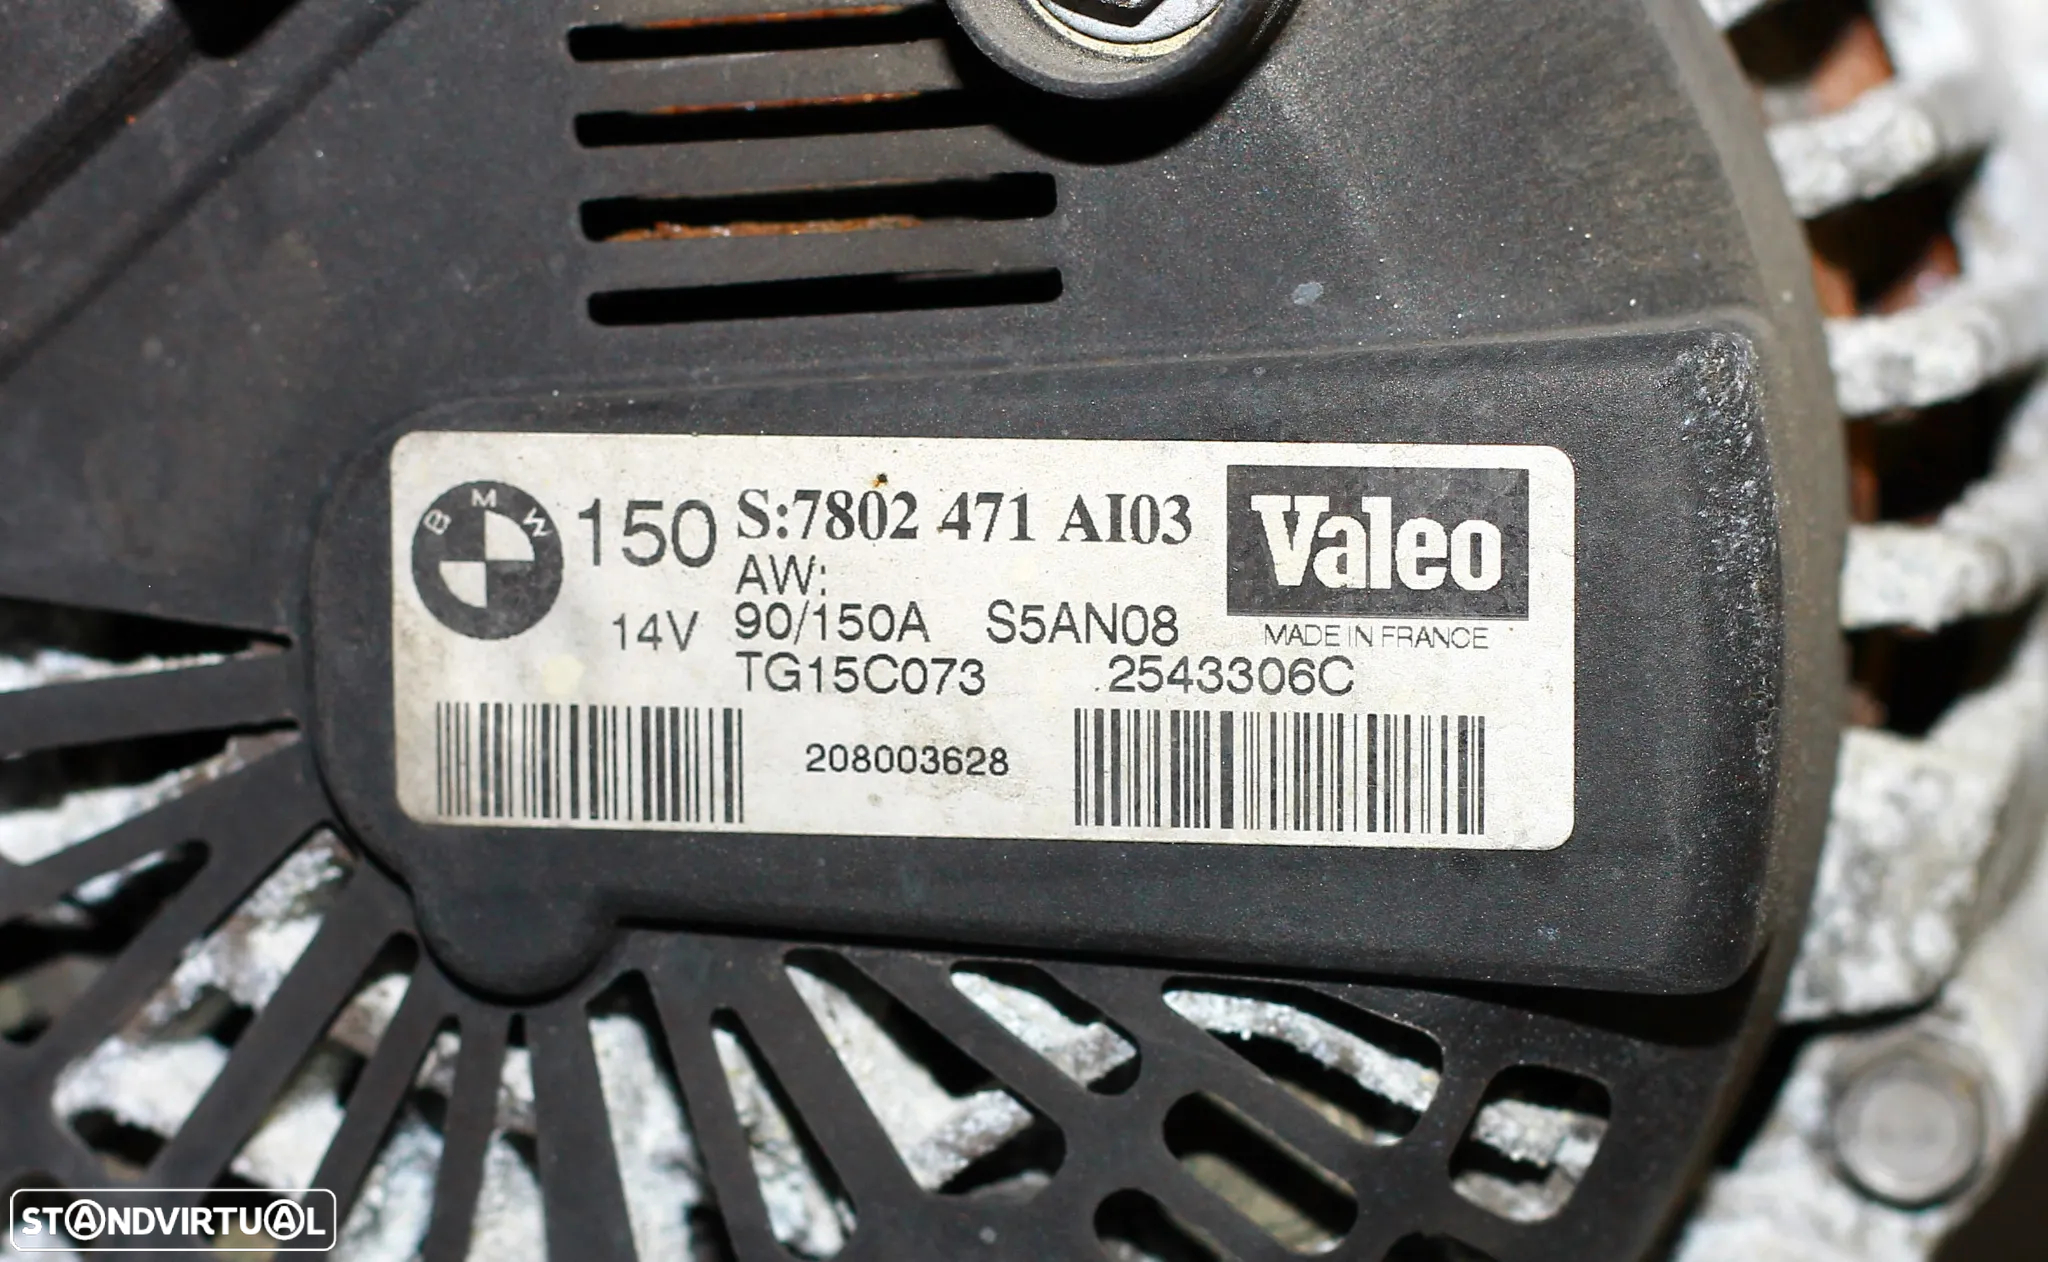 BMW 150 S:7802 471 AI03 Valeo
AW:
14V 90/150A S5AN08 MADE IN FRANCE
TG15C073 2543306C
208003628
STANDVIRTUAL